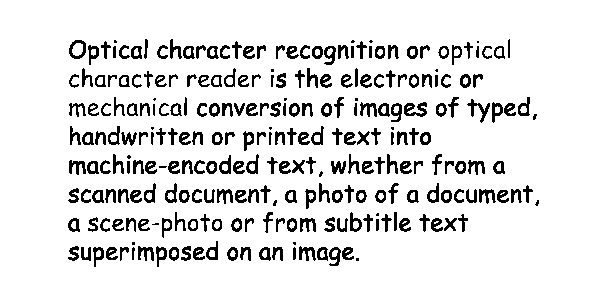 Optical character recognition or optical
character reader is the electronic or
mechanical conversion of images of typed,
handwritten or printed text into
machine-encoded text, whether from a
scanned document, a photo of a document,
a scene-photo or from subtitle text
superimposed on an image.